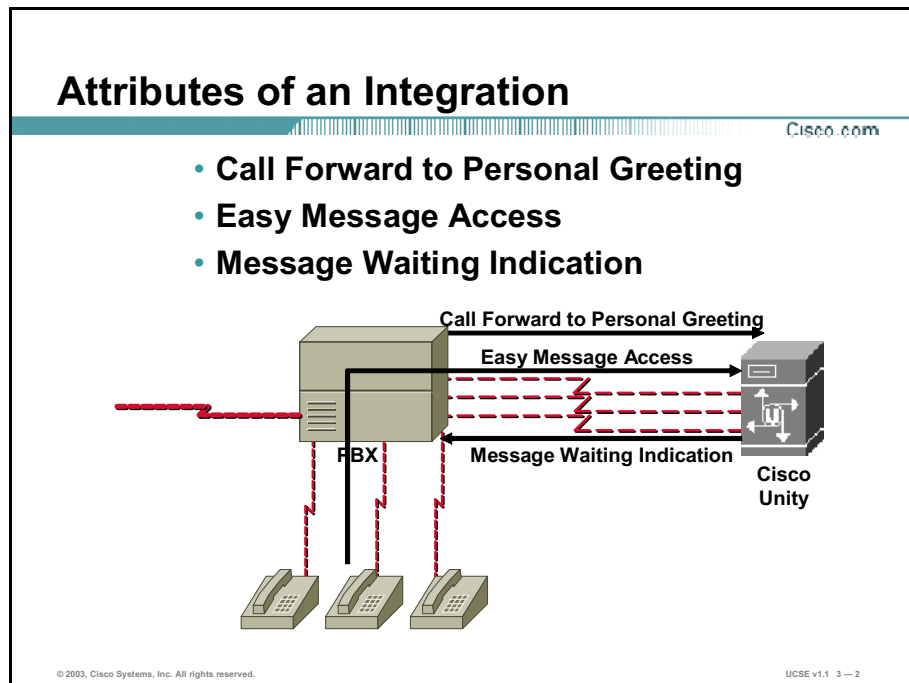 Attributes of an Integration
Cisco.com
• Call Forward to Personal Greeting
• Easy Message Access
• Message Waiting Indication
Call Forward to Personal Greeting
Easy Message Access
PBX
Message Waiting Indication
Cisco
Unity
© 2003, Cisco Systems, Inc. All rights reserved.
UCSE v1.1 3 — 2